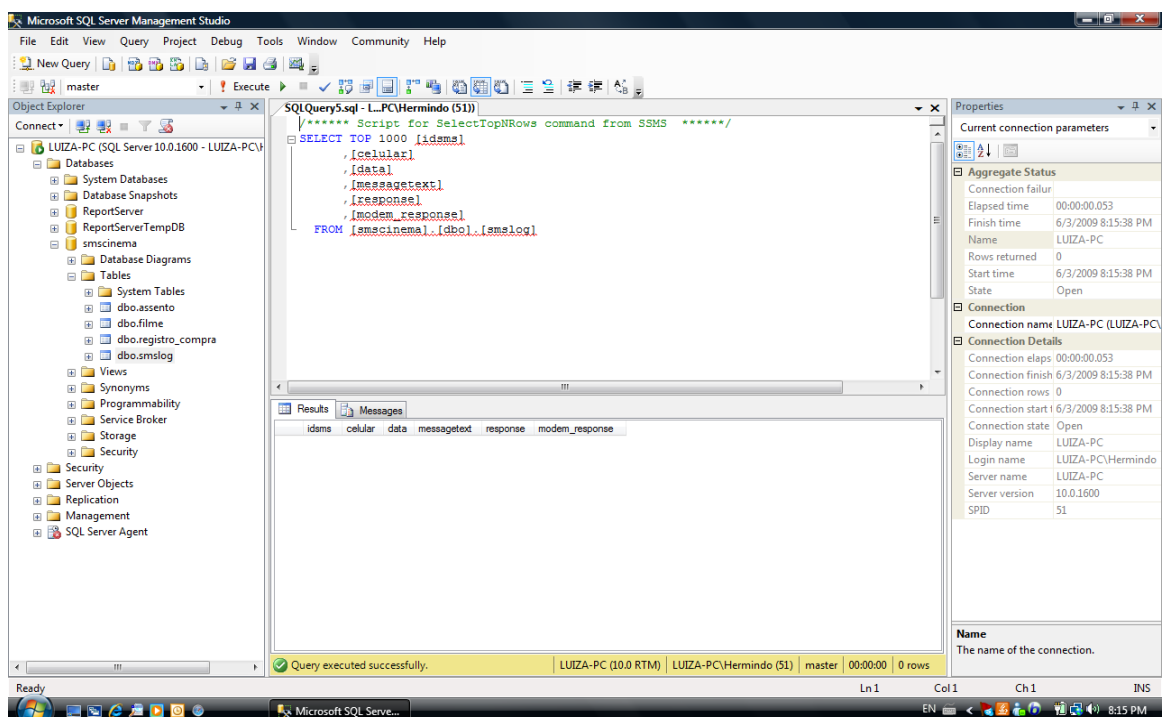 Microsoft SQL Server Management Studio
File Edit View Query Project Debug Tools Window Community Help
New Query
master Execute
Object Explorer
Connect
LUIZA-PC (SQL Server 10.0.1600 - LUIZA-PC\H
Databases
System Databases
Database Snapshots
ReportServer
ReportServerTempDB
smscinema
Database Diagrams
Tables
System Tables
dbo.assento
dbo.filme
dbo.registro_compra
dbo.smslog
Views
Synonyms
Programmability
Service Broker
Storage
Security
Security
Server Objects
Replication
Management
SQL Server Agent
SQLQuery5.sql - L...PC\Hermindo (51))
/****** Script for SelectTopNRows command from SSMS ******/
SELECT TOP 1000 [idsms]
,[celular]
,[data]
,[messagetext]
,[response]
,[modem_response]
FROM [smscinema].[dbo].[smslog]
Results Messages
idsms celular data messagetext response modem_response
Query executed successfully. LUIZA-PC (10.0 RTM) LUIZA-PC\Hermindo (51) master 00:00:00 0 rows
Properties
Current connection parameters
Aggregate Status
Connection failur
Elapsed time 00:00:00.053
Finish time 6/3/2009 8:15:38 PM
Name LUIZA-PC
Rows returned 0
Start time 6/3/2009 8:15:38 PM
State Open
Connection
Connection name LUIZA-PC (LUIZA-PC\
Connection Details
Connection elaps 00:00:00.053
Connection finish 6/3/2009 8:15:38 PM
Connection rows 0
Connection start t 6/3/2009 8:15:38 PM
Connection state Open
Display name LUIZA-PC
Login name LUIZA-PC\Hermindo
Server name LUIZA-PC
Server version 10.0.1600
SPID 51
Name
The name of the connection.
Ready Ln 1 Col 1 Ch 1 INS
Microsoft SQL Serve... EN 8:15 PM